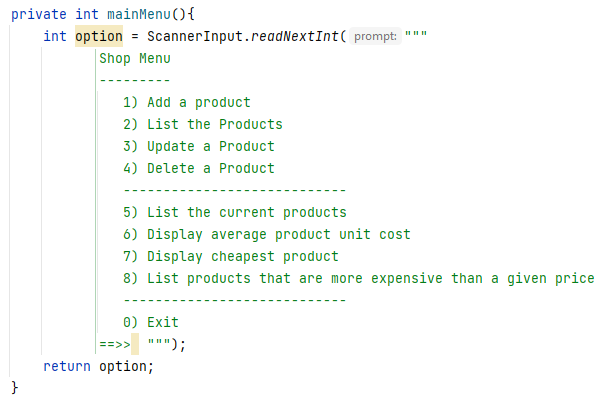 private int mainMenu(){
    int option = ScannerInput.readNextInt( prompt: """
           Shop Menu
           ---------
              1) Add a product
              2) List the Products
              3) Update a Product
              4) Delete a Product
              ----------------------------
              5) List the current products
              6) Display average product unit cost
              7) Display cheapest product
              8) List products that are more expensive than a given price
              ----------------------------
              0) Exit
           ==>>  """);
    return option;
}